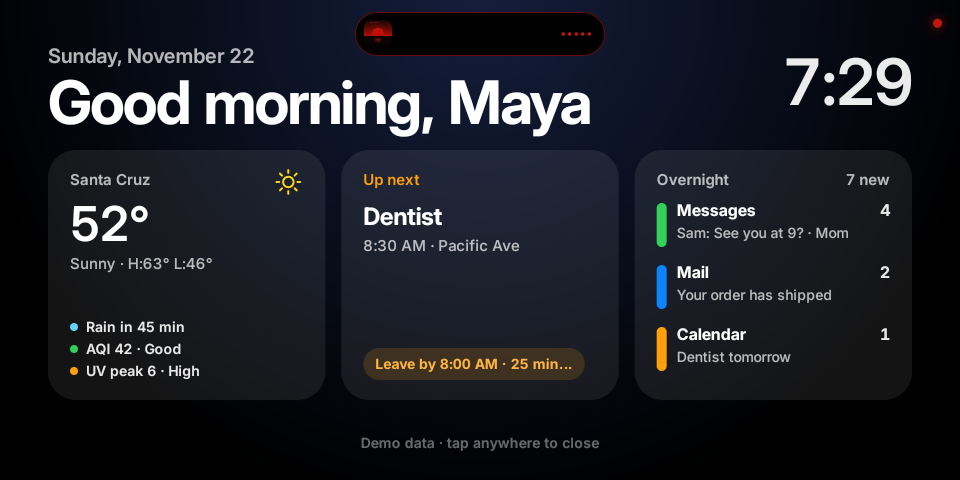 Sunday, November 22
Good morning, Maya
7:29
Santa Cruz
52°
Sunny · H:63° L:46°
Rain in 45 min
AQI 42 · Good
UV peak 6 · High
Up next
Dentist
8:30 AM · Pacific Ave
Leave by 8:00 AM · 25 min...
Overnight 7 new
Messages 4
Sam: See you at 9? · Mom
Mail 2
Your order has shipped
Calendar 1
Dentist tomorrow
Demo data · tap anywhere to close